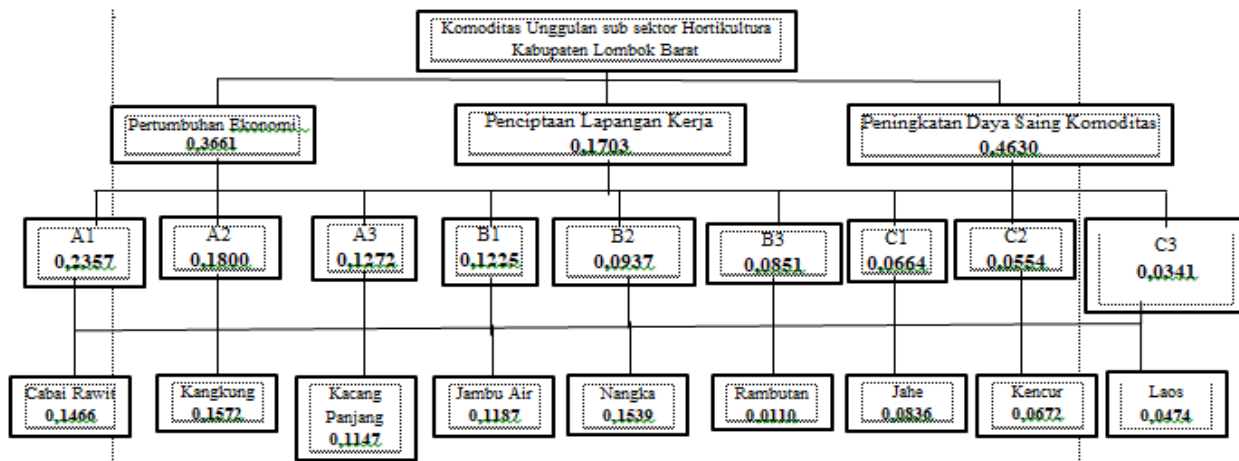 Komoditas Unggulan sub sektor Hortikultura
Kabupaten Lombok Barat
Pertumbuhan Ekonomi
0,3661
Penciptaan Lapangan Kerja
0,1703
Peningkatan Daya Saing Komoditas
0,4630
A1
0,2357
A2
0,1800
A3
0,1272
B1
0,1225
B2
0,0937
B3
0,0851
C1
0,0664
C2
0,0554
C3
0,0341
Cabai Rawit
0,1466
Kangkung
0,1572
Kacang
Panjang
0,1147
Jambu Air
0,1187
Nangka
0,1539
Rambutan
0,0110
Jahe
0,0836
Kencur
0,0672
Laos
0,0474